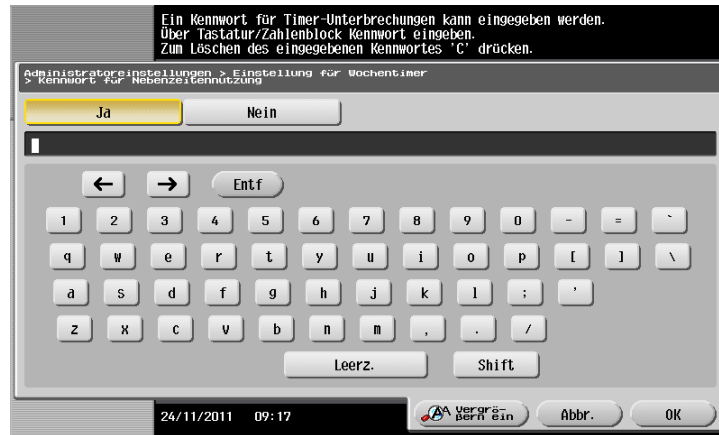 Ein Kennwort für Timer-Unterbrechungen kann eingegeben werden.
Über Tastatur/Zahlenblock Kennwort eingeben.
Zum Löschen des eingegebenen Kennwortes 'C' drücken.
Administratoreinstellungen > Einstellung für Wochentimer
> Kennwort für Nebenzeitennutzung
Ja Nein
← → Entf
1 2 3 4 5 6 7 8 9 0 - = `
q w e r t y u i o p [ ] \
a s d f g h j k l ; '
z x c v b n m , . /
Leerz. Shift
24/11/2011 09:17 Vergrö-
bern ein Abbr. OK